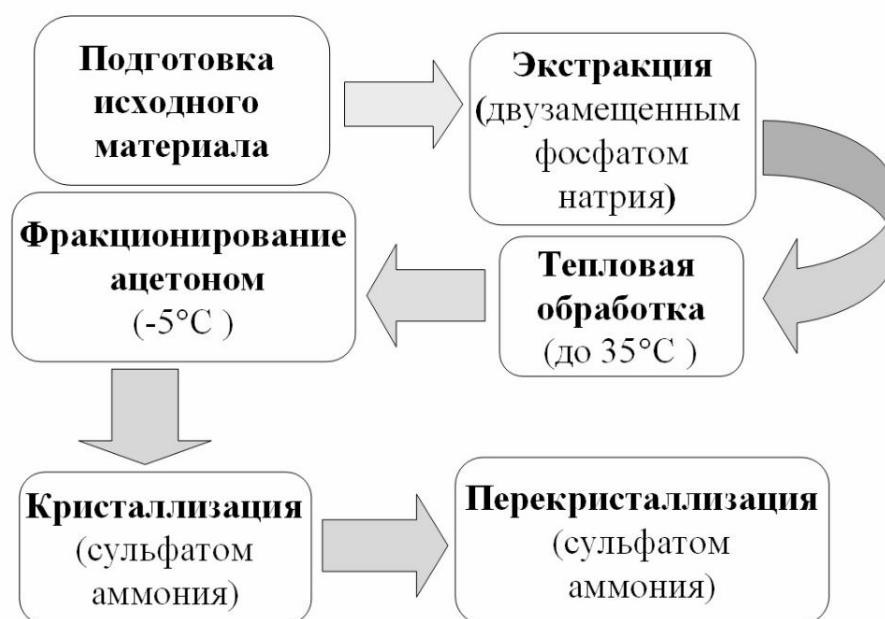 Подготовка
исходного
материала
Экстракция
(двузамещенным
фосфатом
натрия)
Тепловая
обработка
(до 35°С )
Фракционирование
ацетоном
(-5°С )
Кристаллизация
(сульфатом
аммония)
Перекристаллизация
(сульфатом
аммония)